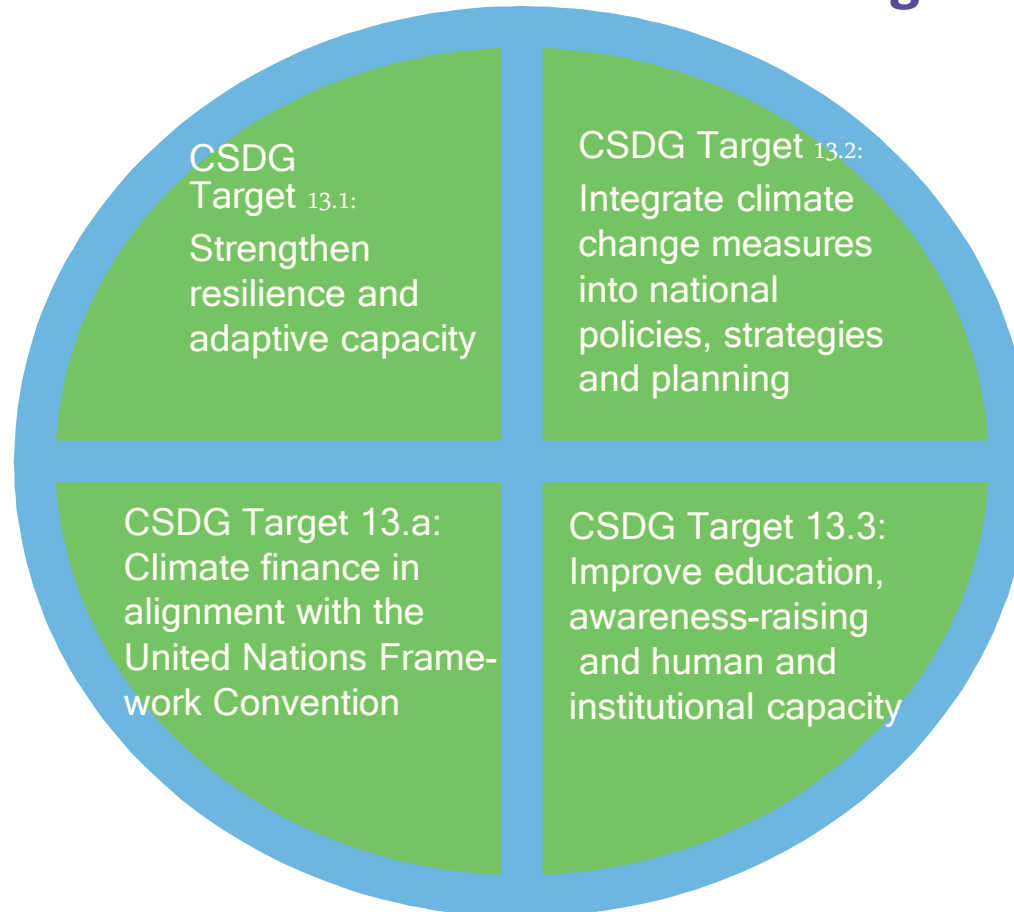 g
CSDG
Target 13.1:
Strengthen
resilience and
adaptive capacity
CSDG Target 13.2:
Integrate climate
change measures
into national
policies, strategies
and planning
CSDG Target 13.a:
Climate finance in
alignment with the
United Nations Frame-
work Convention
CSDG Target 13.3:
Improve education,
awareness-raising
and human and
institutional capacity